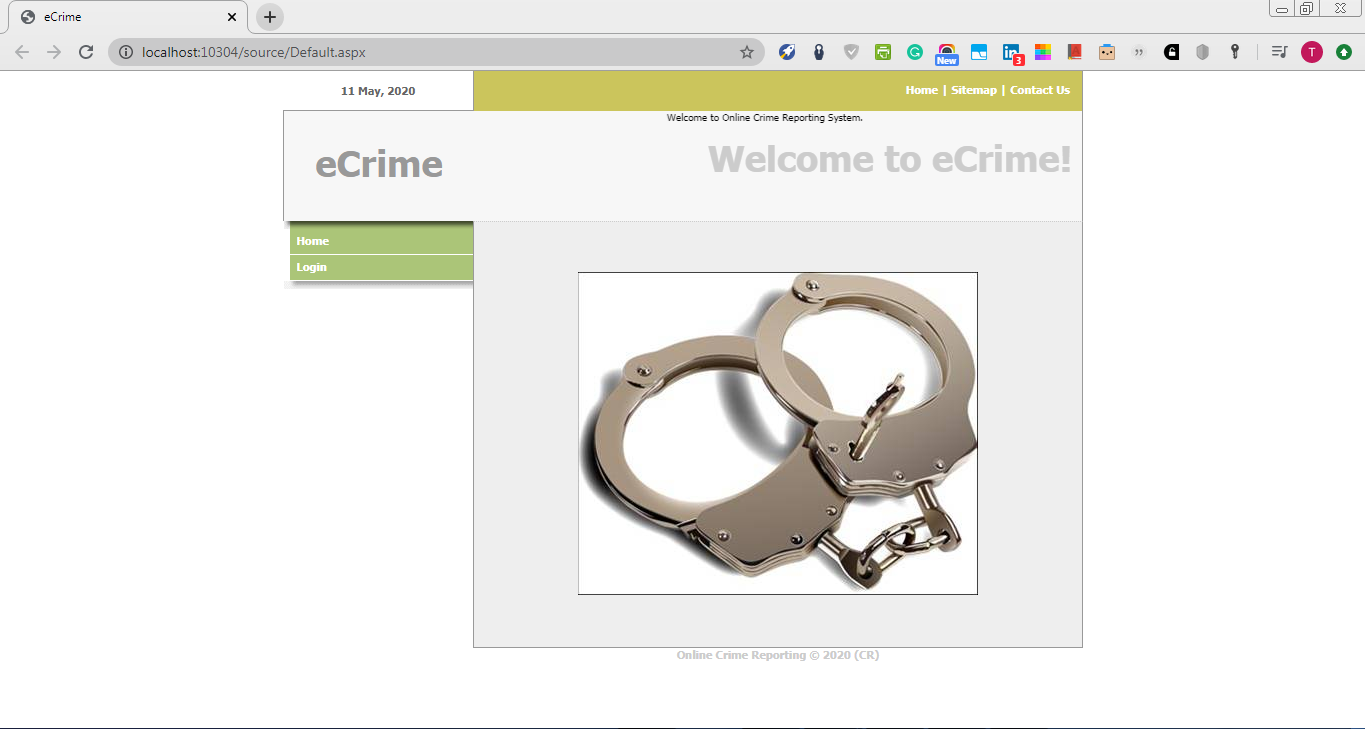 eCrime
localhost:10304/source/Default.aspx
New
3
T
11 May, 2020
Home | Sitemap | Contact Us
Welcome to Online Crime Reporting System.
eCrime
Welcome to eCrime!
Home
Login
Online Crime Reporting © 2020 (CR)